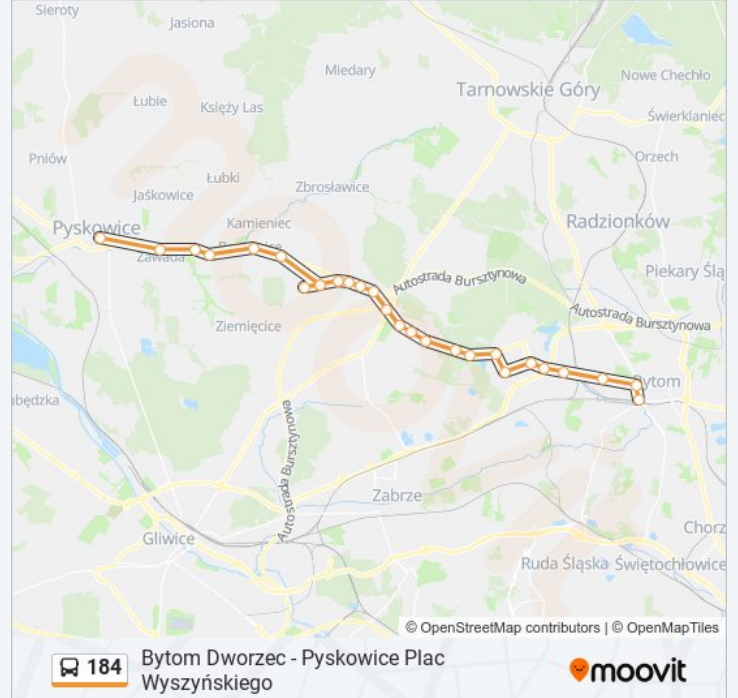 Sieroty
Jasiona
Miedary
Nowe Chechło
Tarnowskie Góry
Łubie
Księży Las
Świerklaniec
Pniów
Orzech
Łubki
Jaśkowice
Zbrosławice
Kamieniec
Radzionków
Pyskowice
Zawada
Piekary Ślą
Autostrada Bursztynowa
Autostrada Bursztynowa
Ziemięcice
Bytom
abędzka
Autostrada Bursztynowa
Zabrze
Chorz
Gliwice
Ruda Śląska
Świętochłowice
© OpenStreetMap contributors | © OpenMapTiles
184
Bytom Dworzec - Pyskowice Plac
Wyszyńskiego
moovit